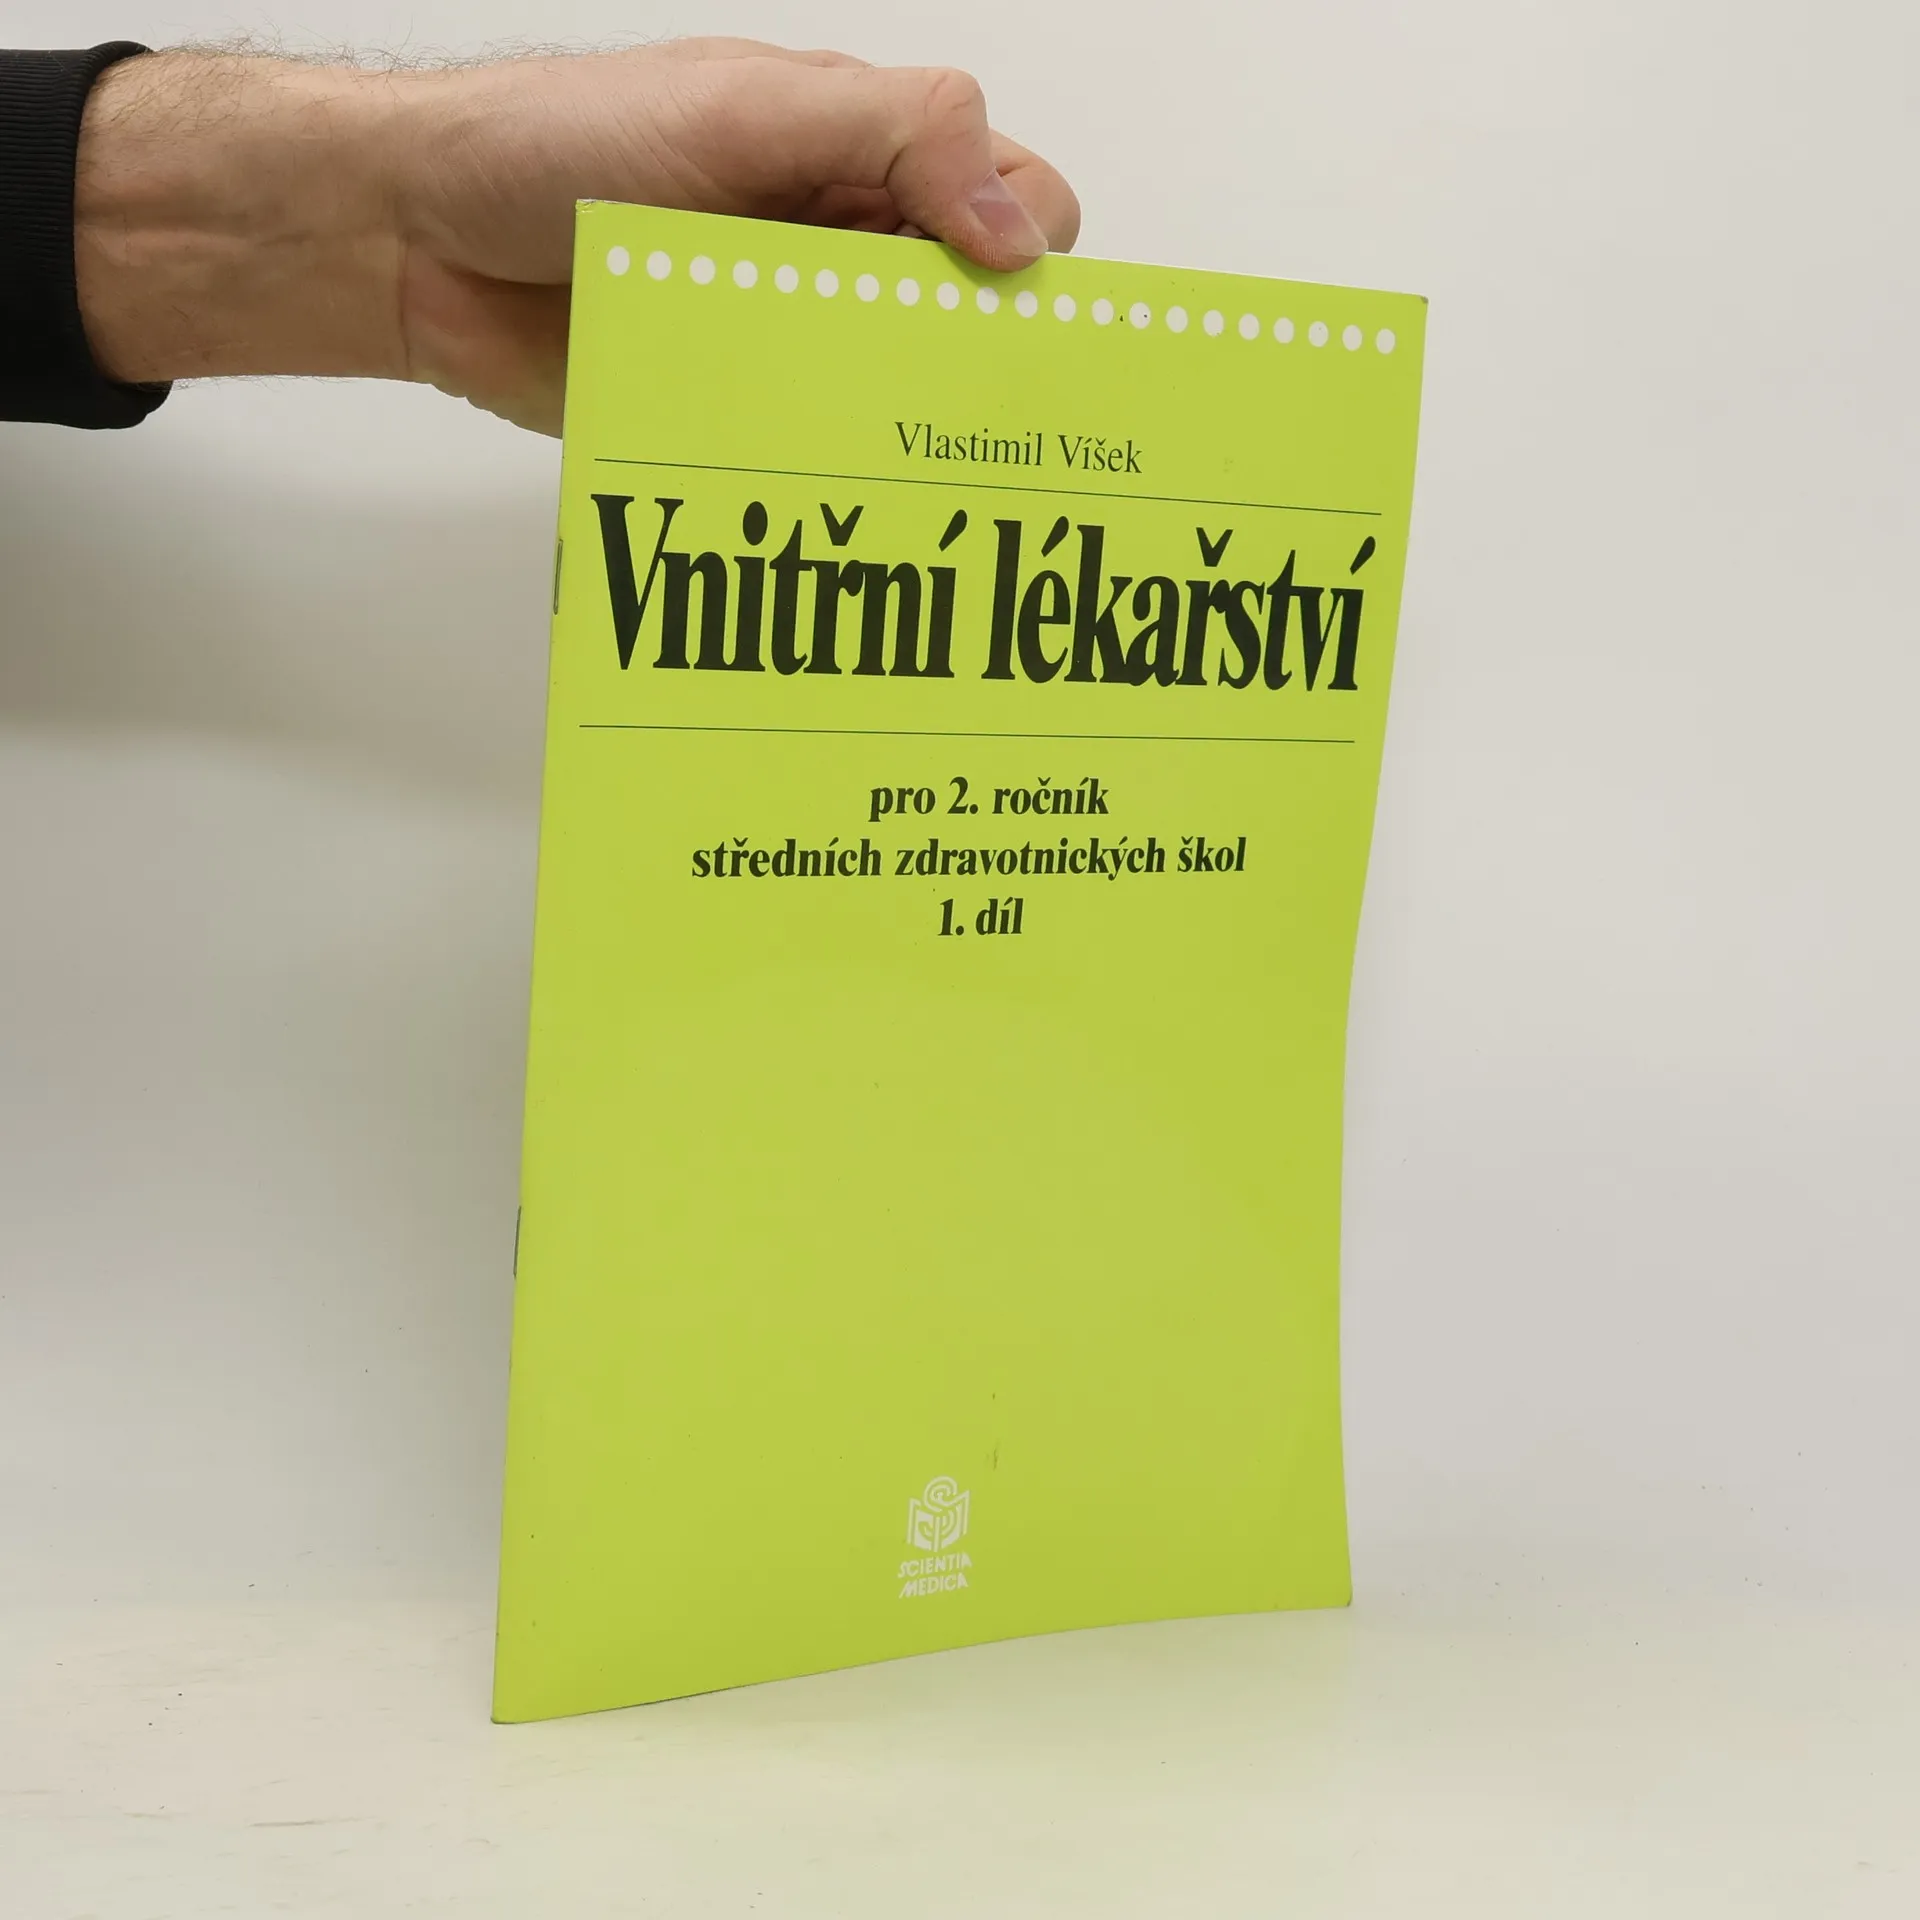 Vlastimil Víšek
Vnitřní lékařství
pro 2. ročník
středních zdravotnických škol
1. díl
SCIENTIA
MEDICA